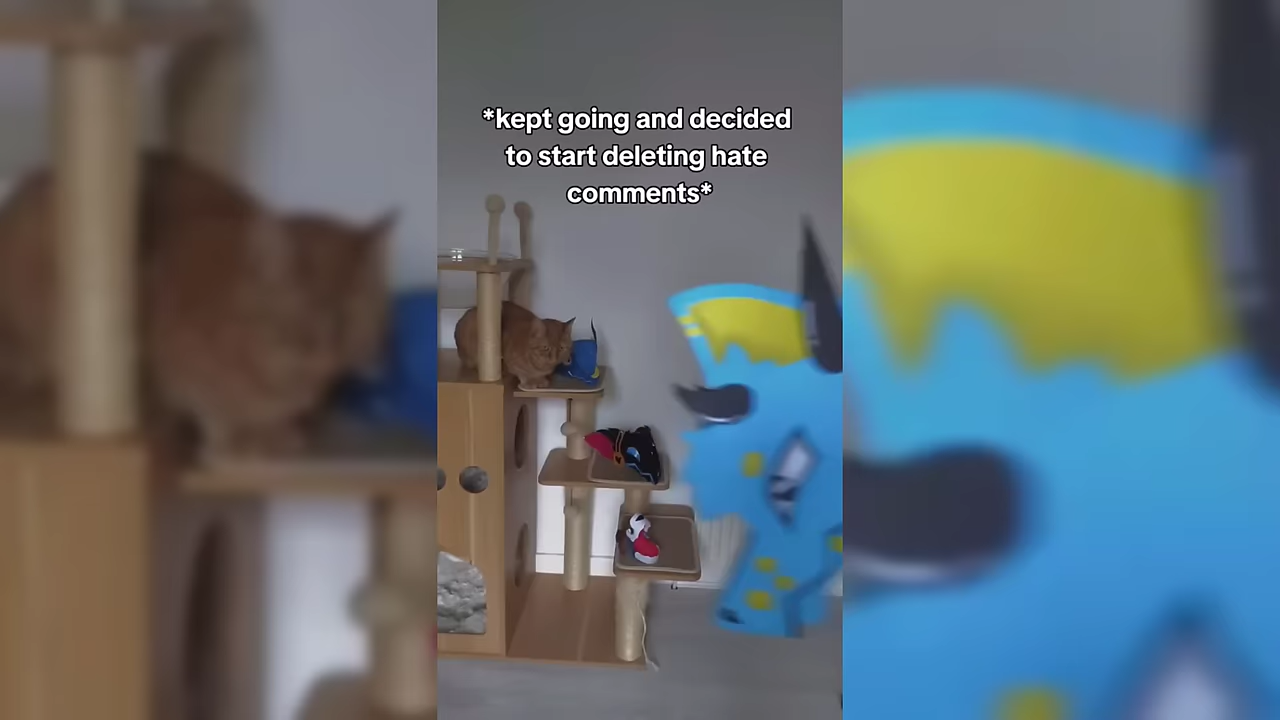 *kept going and decided
to start deleting hate
comments*